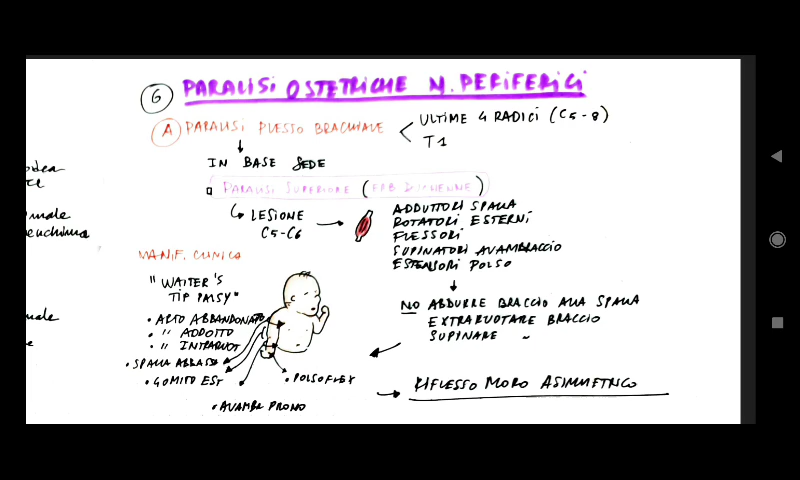 6 PARALISI OSTETRICHE N. PERIFERICI
A PARALISI PLESSO BRACHIALE
ULTIME 4 RADICI (C5-8)
T1
IN BASE SEDE
PARALISI SUPERIORE (ERB DUCHENNE)
LESIONE
C5-C6
ADDUTTORI SPALLA
ROTATORI ESTERNI
FLESSORI
SUPINATORI AVAMBRACCIO
ESTENSORI POLSO
MANIF. CLINICA
"WAITER'S
TIP PALSY"
• ARTO ABBANDONATO
• " ADDOTTO
• " INTRARUOT
• SPALLA ABBASS
• GOMITO EST
• POLSO FLEX
• AVAMB PRONO
NO ABDURRE BRACCIO ALLA SPALLA
EXTRARUOTARE BRACCIO
SUPINARE "
RIFLESSO MORO ASIMMETRICO
male